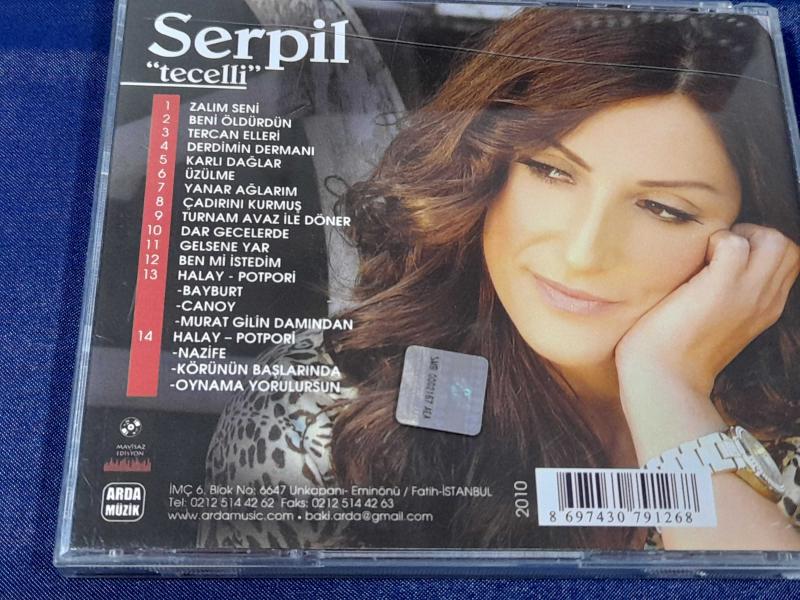 Serpil
“tecelli”
1 ZALIM SENİ
2 BENİ ÖLDÜRDÜN
3 TERCAN ELLERİ
4 DERDİMİN DERMANI
5 KARLI DAĞLAR
6 ÜZÜLME
7 YANAR AĞLARIM
8 ÇADIRINI KURMUŞ
9 TURNAM AVAZ İLE DÖNER
10 DAR GECELERDE
11 GELSENE YAR
12 BEN Mİ İSTEDİM
13 HALAY - POTPORİ
-BAYBURT
-CANOY
-MURAT GİLİN DAMINDAN
14 HALAY – POTPORİ
-NAZİFE
-KÖRÜNÜN BAŞLARINDA
-OYNAMA YORULURSUN
SMRB 0002167 AEA
MAVİSAZ
EDİSYON
ARDA
MÜZİK
İMÇ 6. Blok No: 6647 Unkapanı- Eminönü / Fatih-İSTANBUL
Tel: 0212 514 42 62 Faks: 0212 514 42 63
www.ardamusic.com • baki.arda@gmail.com
2010
8 697430 791268